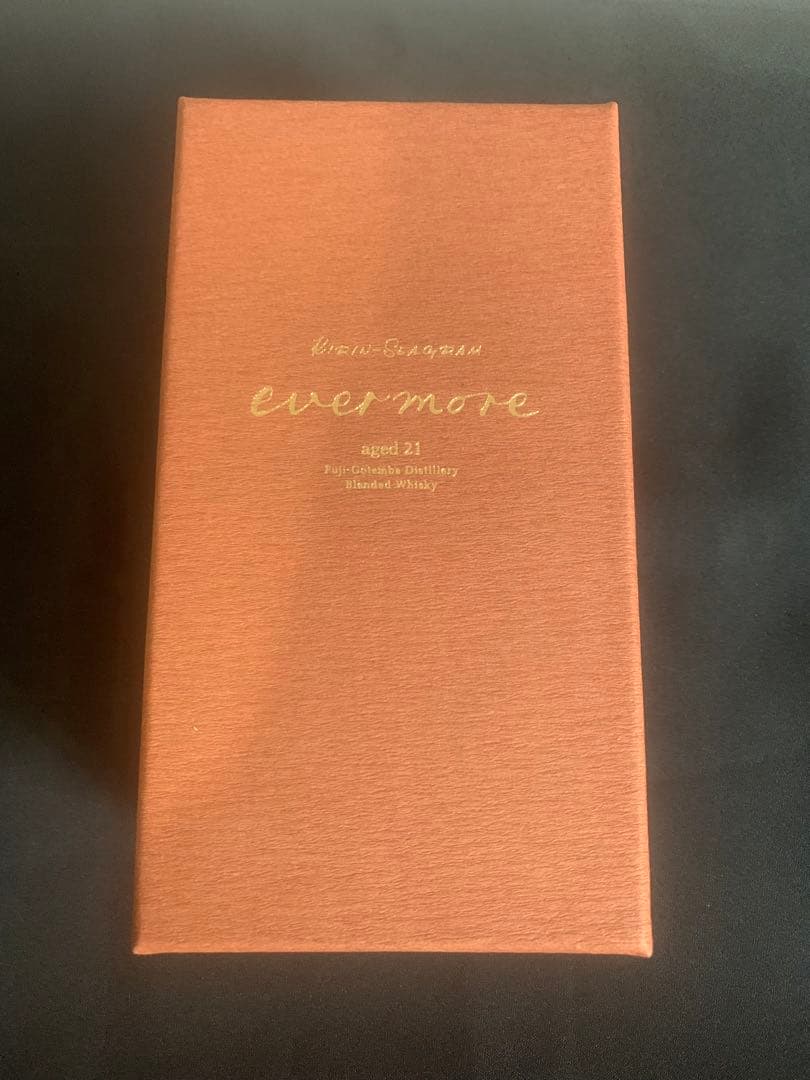 KIRIN-SEAGRAM
evermore
aged 21
Fuji-Gotemba Distillery
Blended Whisky